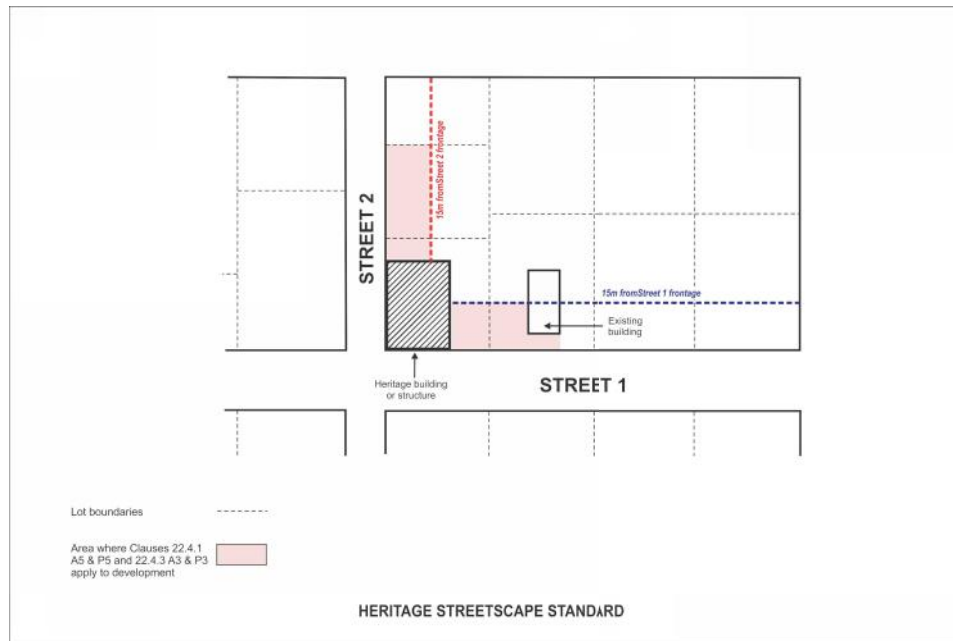 15m fromStreet 2 frontage
STREET 2
15m fromStreet 1 frontage
Existing
building
Heritage building
or structure
STREET 1
Lot boundaries
Area where Clauses 22.4.1
A5 & P5 and 22.4.3 A3 & P3
apply to development
HERITAGE STREETSCAPE STANDARD